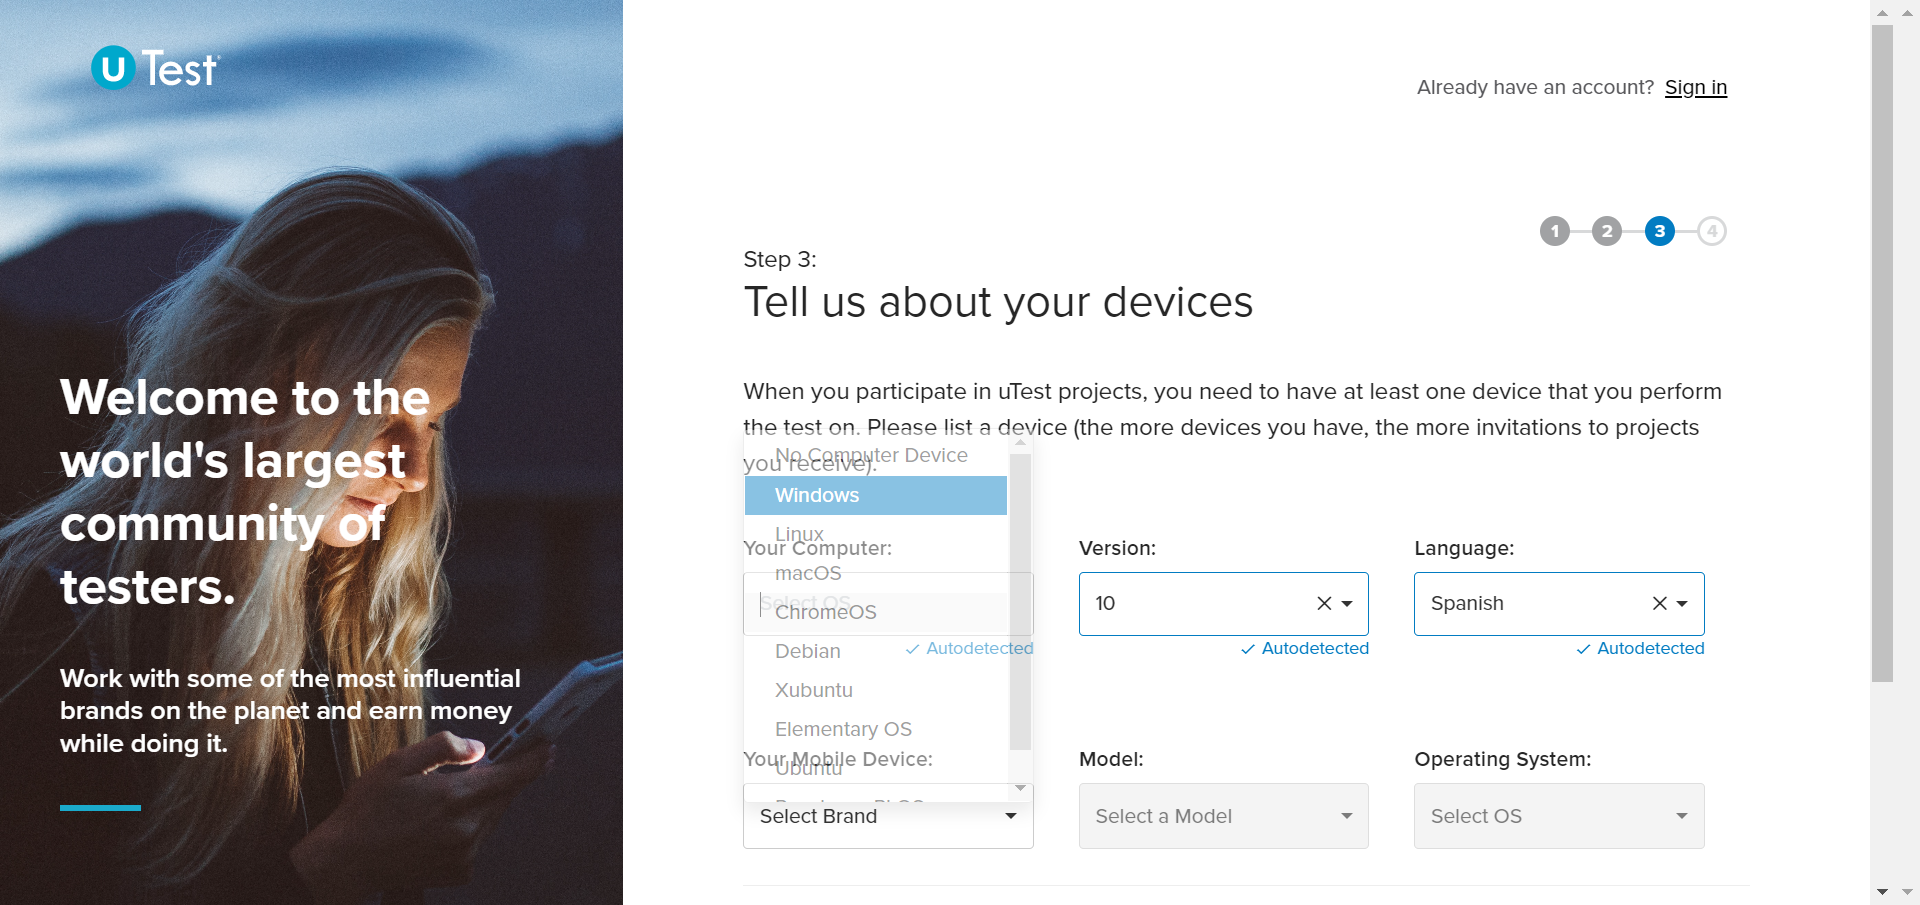 uTest
Already have an account? Sign in
1 2 3 4
Step 3:
Tell us about your devices
Welcome to the
world's largest
community of
testers.
Work with some of the most influential
brands on the planet and earn money
while doing it.
When you participate in uTest projects, you need to have at least one device that you perform
the test on. Please list a device (the more devices you have, the more invitations to projects
you receive).
No Computer Device
Windows
Linux
macOS
ChromeOS
Debian
Xubuntu
Elementary OS
Ubuntu
Your Computer:
Select OS
Autodetected
Version:
10
Autodetected
Language:
Spanish
Autodetected
Your Mobile Device:
Select Brand
Model:
Select a Model
Operating System:
Select OS